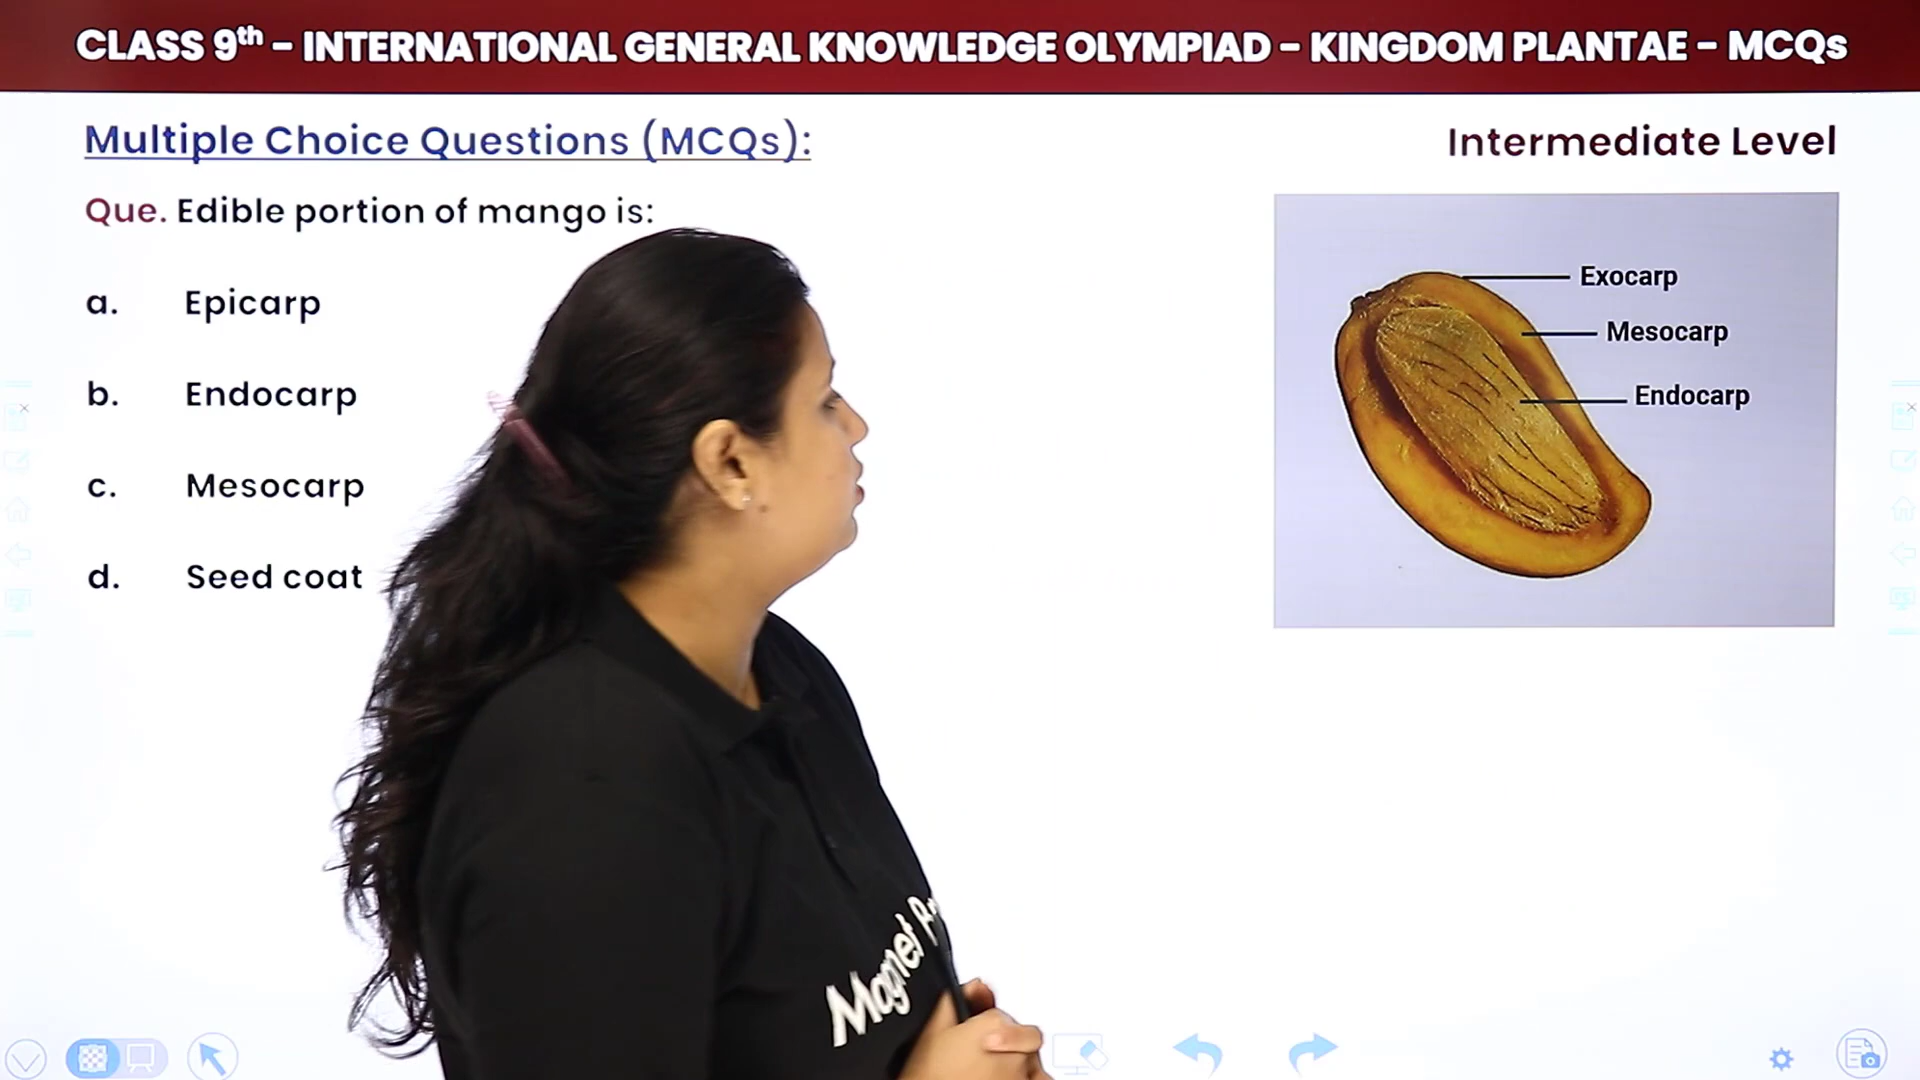 CLASS 9th – INTERNATIONAL GENERAL KNOWLEDGE OLYMPIAD – KINGDOM PLANTAE – MCQs
Multiple Choice Questions (MCQs):
Intermediate Level
Que. Edible portion of mango is:
a. Epicarp
b. Endocarp
c. Mesocarp
d. Seed coat
Exocarp
Mesocarp
Endocarp
Magnet